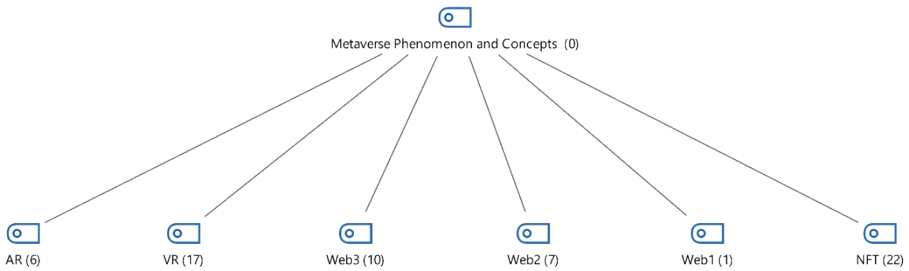 Metaverse Phenomenon and Concepts (0)
AR (6)
VR (17)
Web3 (10)
Web2 (7)
Web1 (1)
NFT (22)